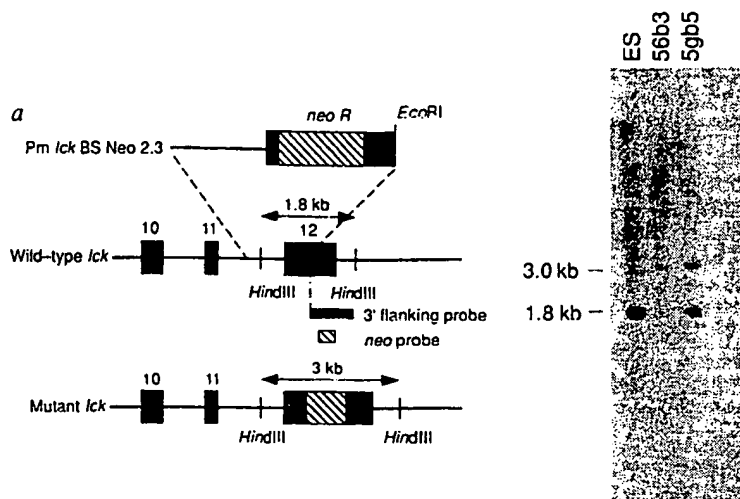 a
neo R
EcoRI
Pm lck BS Neo 2.3
1.8 kb
10
11
12
Wild-type lck
HindIII
HindIII
3' flanking probe
neo probe
3 kb
10
11
Mutant lck
HindIII
HindIII
ES
56b3
5gb5
3.0 kb
1.8 kb